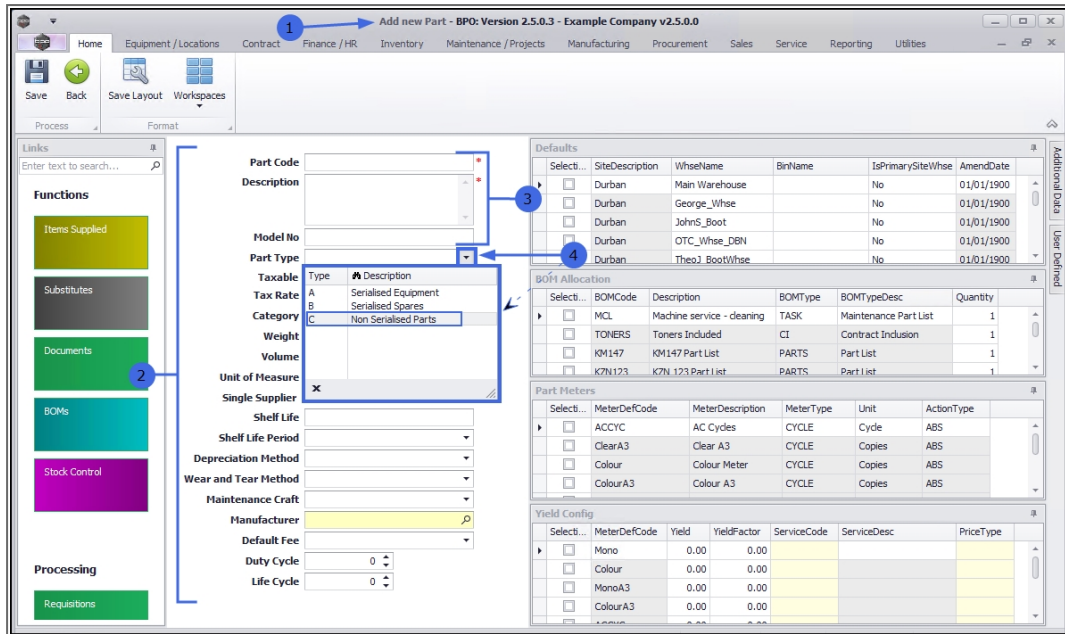 Add new Part - BPO: Version 2.5.0.3 - Example Company v2.5.0.0
1
Home Equipment / Locations Contract Finance / HR Inventory Maintenance / Projects Manufacturing Procurement Sales Service Reporting Utilities
Save Back Save Layout Workspaces
Process Format
Links
Enter text to search...
Functions
Items Supplied
Substitutes
Documents
BOMs
Stock Control
Processing
Requisitions
2
Part Code *
Description *
3
Model No
Part Type
4
Taxable
Tax Rate
Category
Weight
Volume
Unit of Measure
Single Supplier
Type Description
A Serialised Equipment
B Serialised Spares
C Non Serialised Parts
x
Shelf Life
Shelf Life Period
Depreciation Method
Wear and Tear Method
Maintenance Craft
Manufacturer
Default Fee
Duty Cycle 0
Life Cycle 0
Defaults
Selecti... SiteDescription WhseName BinName IsPrimarySiteWhse AmendDate
Durban Main Warehouse No 01/01/1900
Durban George_Whse No 01/01/1900
Durban JohnS_Boot No 01/01/1900
Durban OTC_Whse_DBN No 01/01/1900
Durban TheoJ_BootWhse No 01/01/1900
BOM Allocation
Selecti... BOMCode Description BOMType BOMTypeDesc Quantity
MCL Machine service - cleaning TASK Maintenance Part List 1
TONERS Toners Included CI Contract Inclusion 1
KM147 KM147 Part List PARTS Part List 1
KZN123 KZN 123 Part List PARTS Part List 1
Part Meters
Selecti... MeterDefCode MeterDescription MeterType Unit ActionType
ACCYC AC Cycles CYCLE Cycle ABS
ClearA3 Clear A3 CYCLE Copies ABS
Colour Colour Meter CYCLE Copies ABS
ColourA3 Colour A3 CYCLE Copies ABS
Yield Config
Selecti... MeterDefCode Yield YieldFactor ServiceCode ServiceDesc PriceType
Mono 0.00 0.00
Colour 0.00 0.00
MonoA3 0.00 0.00
ColourA3 0.00 0.00
ACCYC 0.00 0.00
Additional Data
User Defined